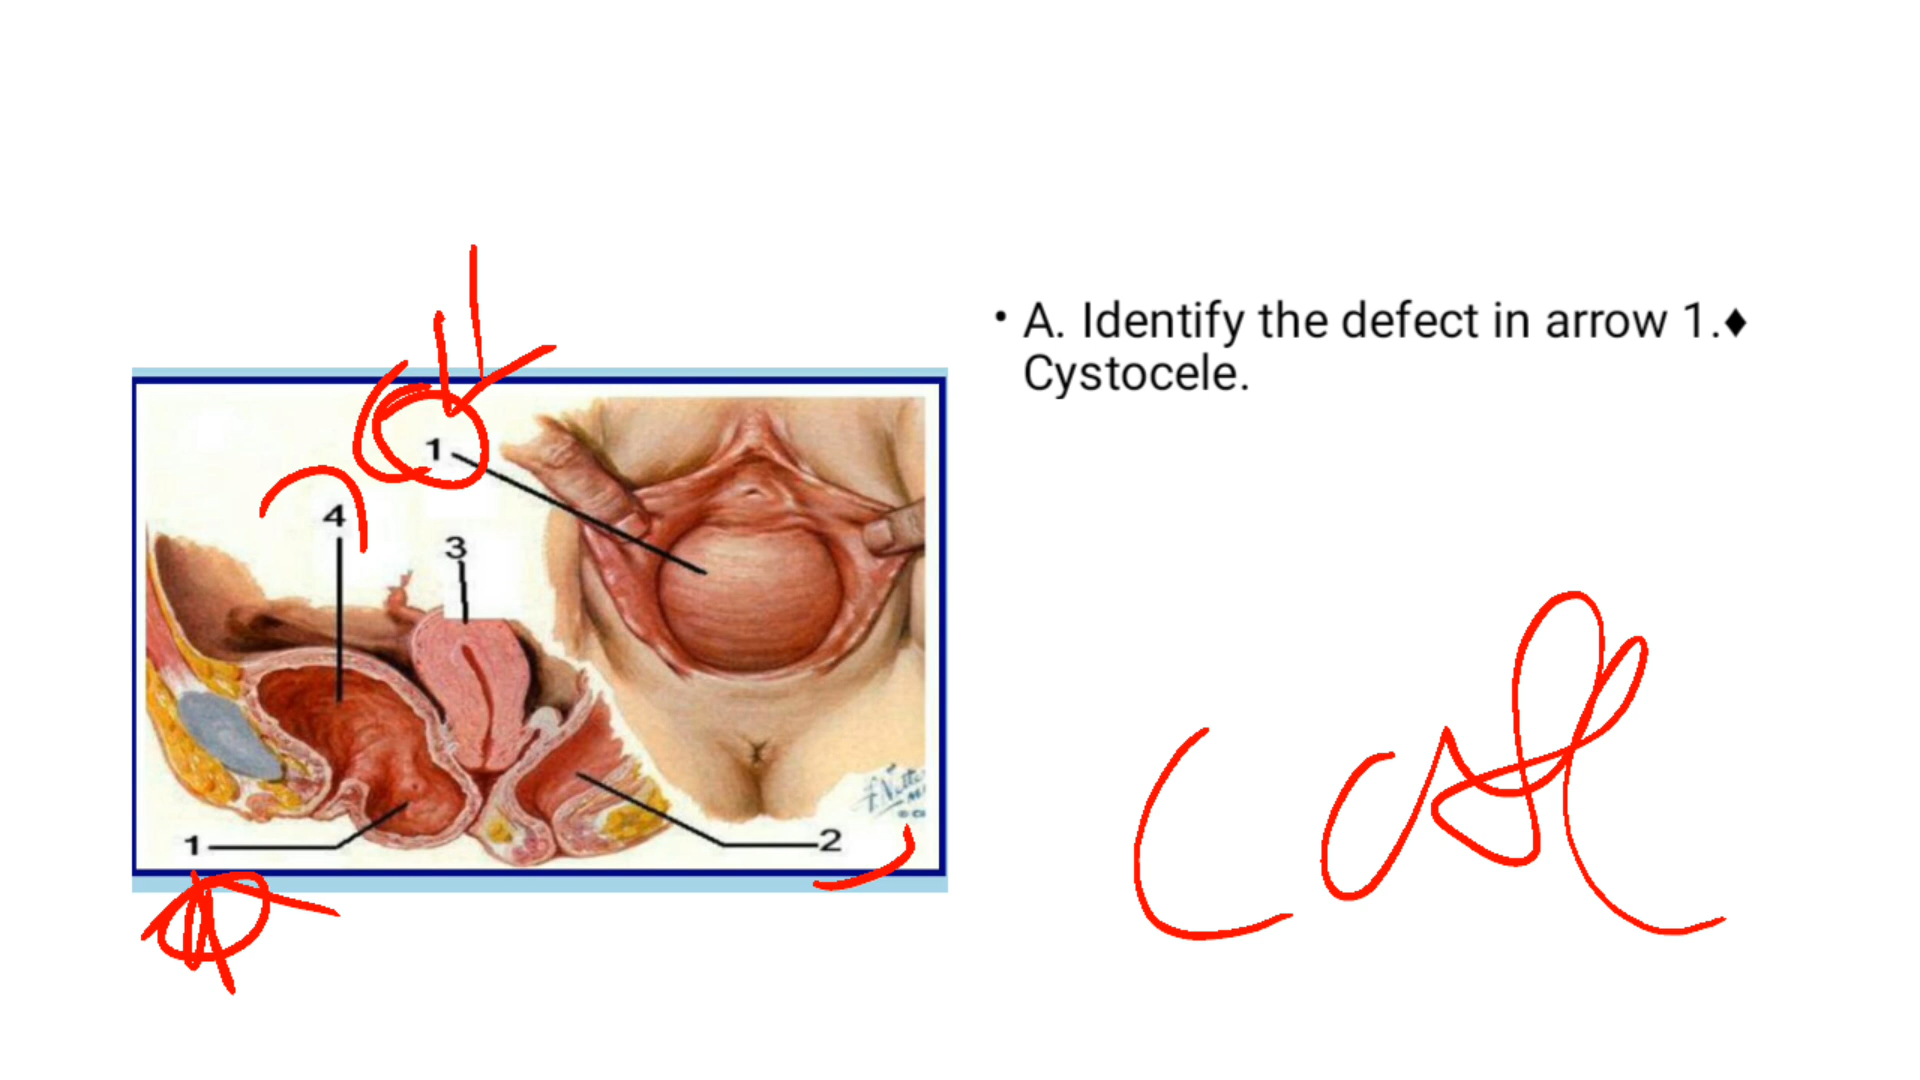 • A. Identify the defect in arrow 1.♦
Cystocele.
1
4
3
1
2